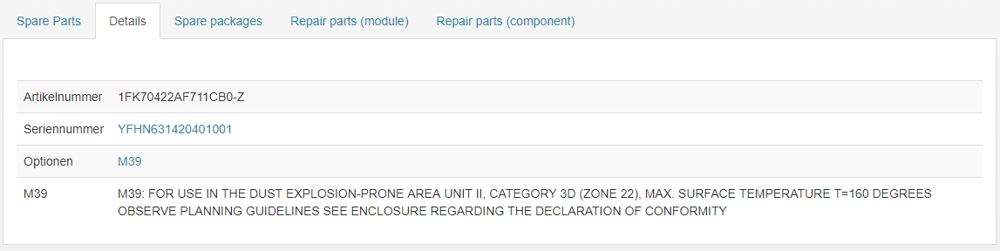 Spare Parts Details Spare packages Repair parts (module) Repair parts (component)
Artikelnummer 1FK70422AF711CB0-Z
Seriennummer YFHN631420401001
Optionen M39
M39 M39: FOR USE IN THE DUST EXPLOSION-PRONE AREA UNIT II, CATEGORY 3D (ZONE 22), MAX. SURFACE TEMPERATURE T=160 DEGREES
OBSERVE PLANNING GUIDELINES SEE ENCLOSURE REGARDING THE DECLARATION OF CONFORMITY